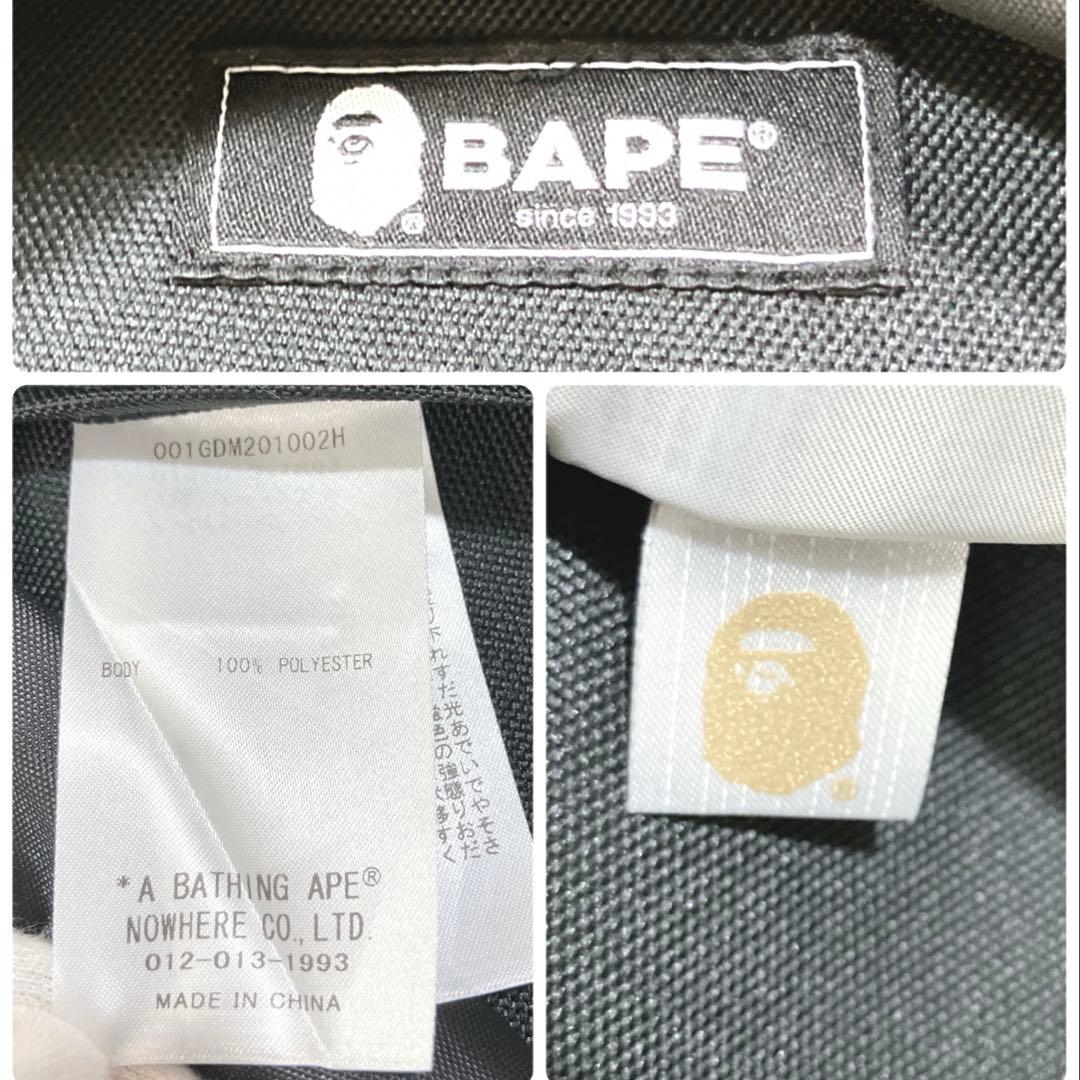 BAPE®
since 1993
001GDM201002H
BODY 100% POLYESTER
*A BATHING APE®
NOWHERE CO., LTD.
012-013-1993
MADE IN CHINA